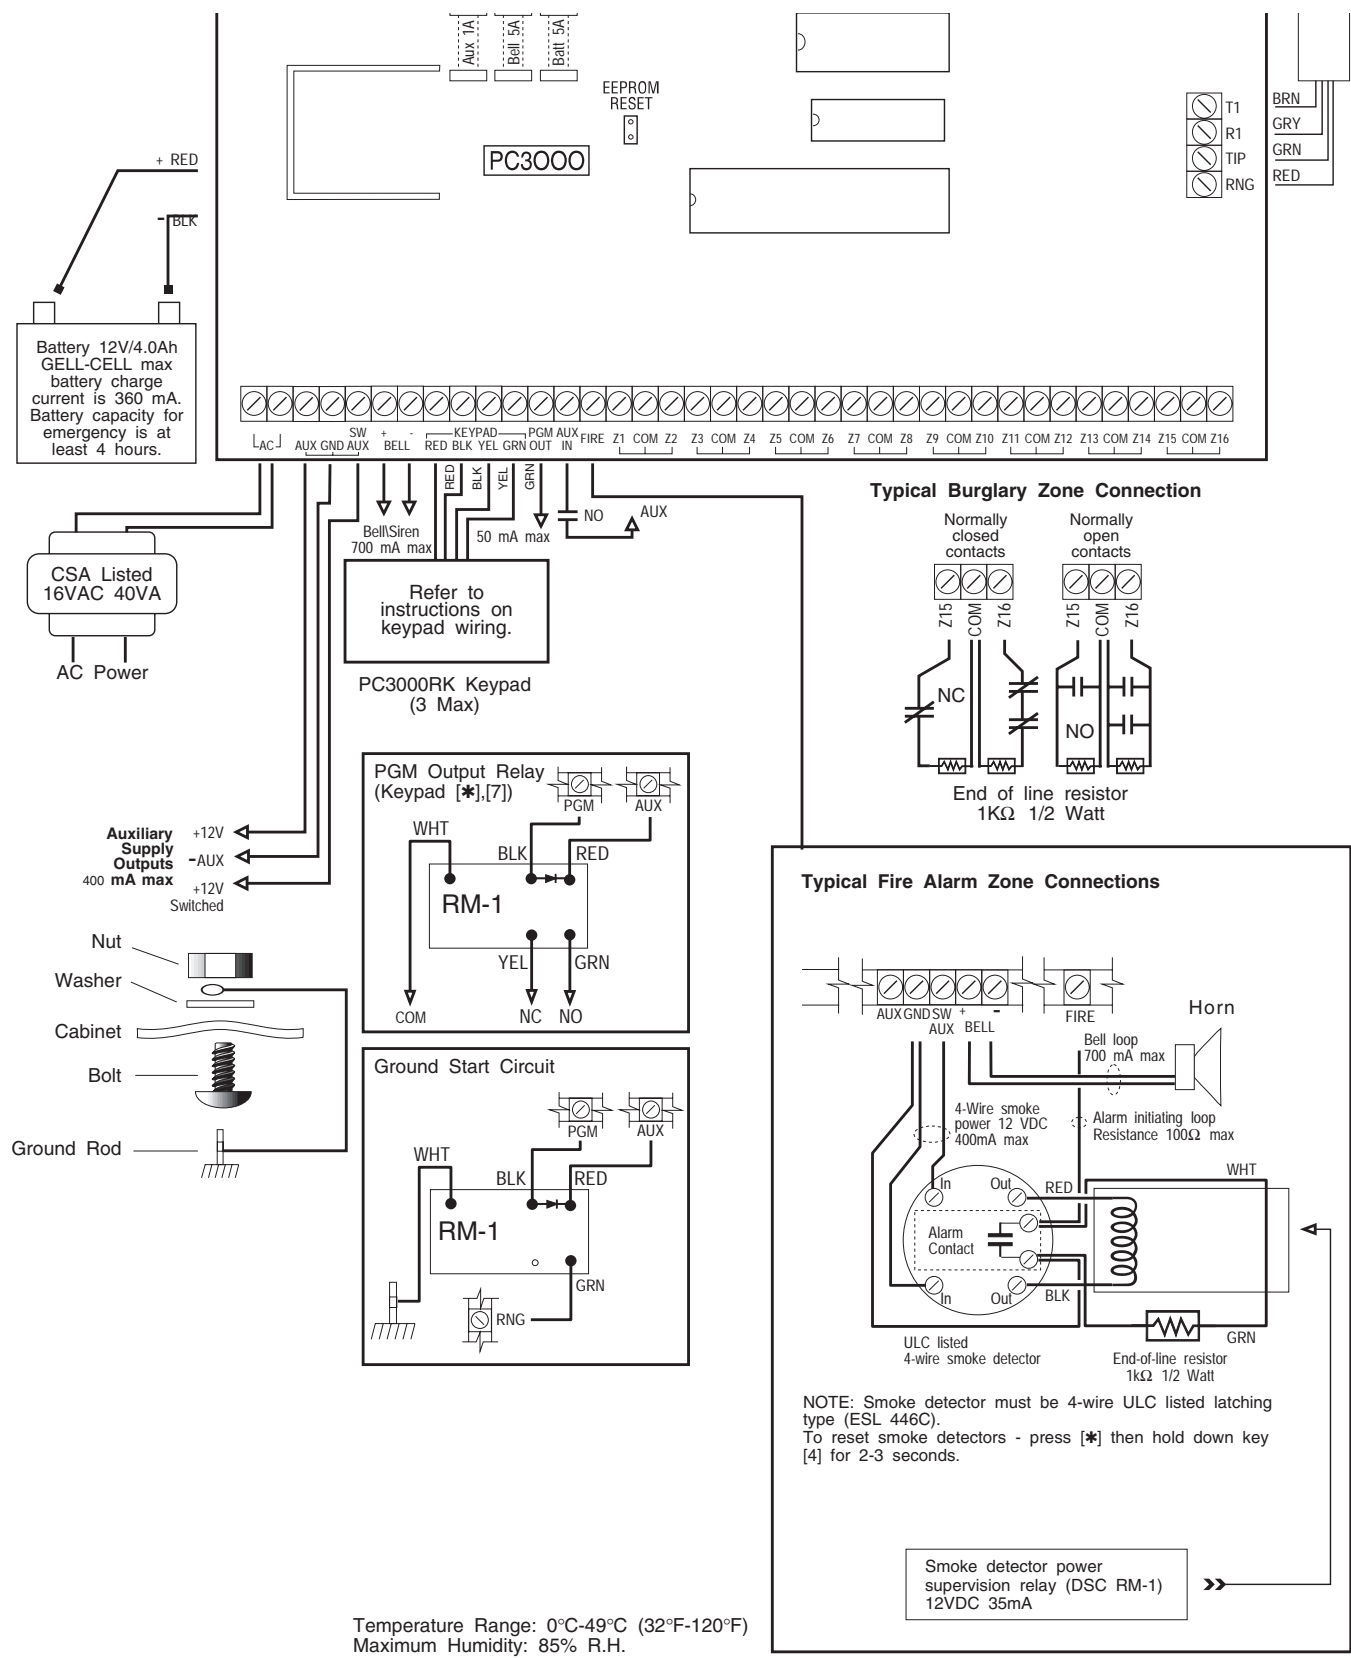 Aux 1A
Bell 5A
Batt 5A
EEPROM
RESET
PC3000
T1
R1
TIP
RNG
BRN
GRY
GRN
RED
+ RED
- BLK
Battery 12V/4.0Ah
GELL-CELL max
battery charge
current is 360 mA.
Battery capacity for
emergency is at
least 4 hours.
AC
AUX GND SW AUX
+ -
BELL
KEYPAD
RED BLK YEL GRN
PGM OUT
AUX IN
FIRE
Z1 COM Z2 Z3 COM Z4 Z5 COM Z6 Z7 COM Z8 Z9 COM Z10 Z11 COM Z12 Z13 COM Z14 Z15 COM Z16
RED
BLK
YEL
GRN
Bell\Siren
700 mA max
50 mA max
NO
AUX
CSA Listed
16VAC 40VA
AC Power
Refer to
instructions on
keypad wiring.
PC3000RK Keypad
(3 Max)
Typical Burglary Zone Connection
Normally
closed
contacts
Normally
open
contacts
Z15
COM
Z16
Z15
COM
Z16
NC
NO
End of line resistor
1KΩ 1/2 Watt
Auxiliary
Supply
Outputs
400 mA max
+12V
-AUX
+12V
Switched
PGM Output Relay
(Keypad [✱],[7])
PGM
AUX
WHT
BLK
RED
RM-1
YEL
GRN
COM
NC
NO
Nut
Washer
Cabinet
Bolt
Ground Rod
Ground Start Circuit
PGM
AUX
WHT
BLK
RED
RM-1
GRN
RNG
Typical Fire Alarm Zone Connections
AUX GND SW AUX
+ -
BELL
FIRE
Horn
Bell loop
700 mA max
4-Wire smoke
power 12 VDC
400mA max
Alarm initiating loop
Resistance 100Ω max
WHT
In
Out
RED
Alarm
Contact
In
Out
BLK
GRN
ULC listed
4-wire smoke detector
End-of-line resistor
1kΩ 1/2 Watt
NOTE: Smoke detector must be 4-wire ULC listed latching
type (ESL 446C).
To reset smoke detectors - press [✱] then hold down key
[4] for 2-3 seconds.
Smoke detector power
supervision relay (DSC RM-1)
12VDC 35mA
Temperature Range: 0°C-49°C (32°F-120°F)
Maximum Humidity: 85% R.H.